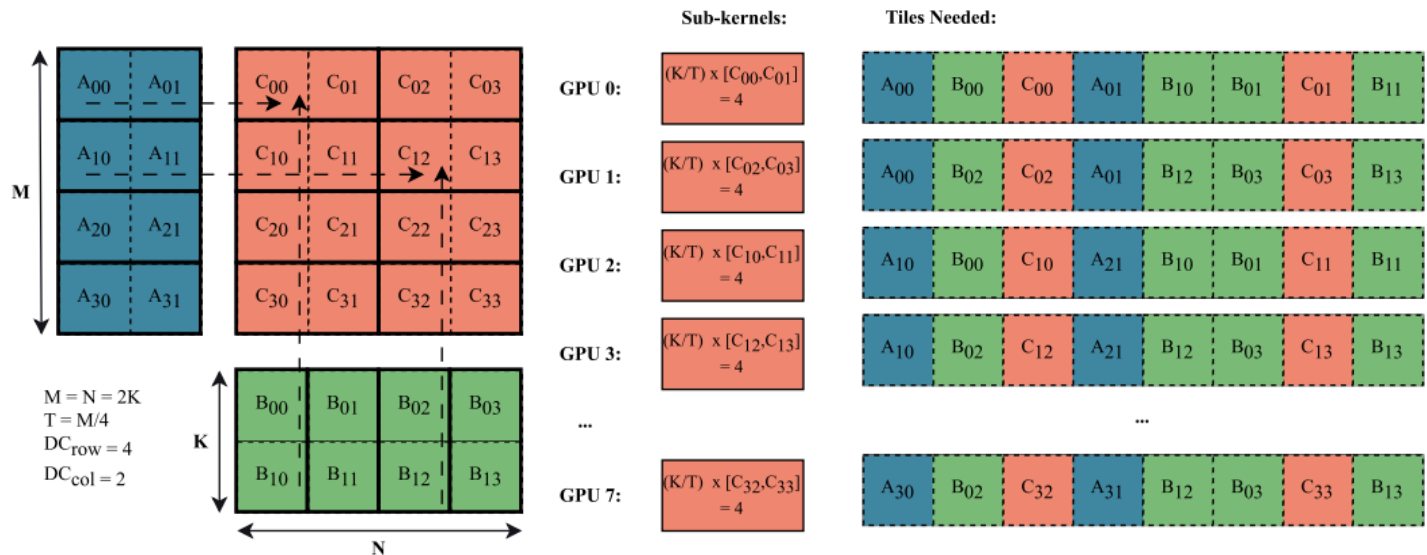 Sub-kernels: Tiles Needed:
A00 A01 C00 C01 C02 C03
A10 A11 C10 C11 C12 C13
M
A20 A21 C20 C21 C22 C23
A30 A31 C30 C31 C32 C33
B00 B01 B02 B03
K
B10 B11 B12 B13
N
M = N = 2K
T = M/4
DCrow = 4
DCcol = 2
GPU 0:
(K/T) x [C00,C01]
= 4
A00 B00 C00 A01 B10 B01 C01 B11
GPU 1:
(K/T) x [C02,C03]
= 4
A00 B02 C02 A01 B12 B03 C03 B13
GPU 2:
(K/T) x [C10,C11]
= 4
A10 B00 C10 A21 B10 B01 C11 B11
GPU 3:
(K/T) x [C12,C13]
= 4
A10 B02 C12 A21 B12 B03 C13 B13
... ...
GPU 7:
(K/T) x [C32,C33]
= 4
A30 B02 C32 A31 B12 B03 C33 B13